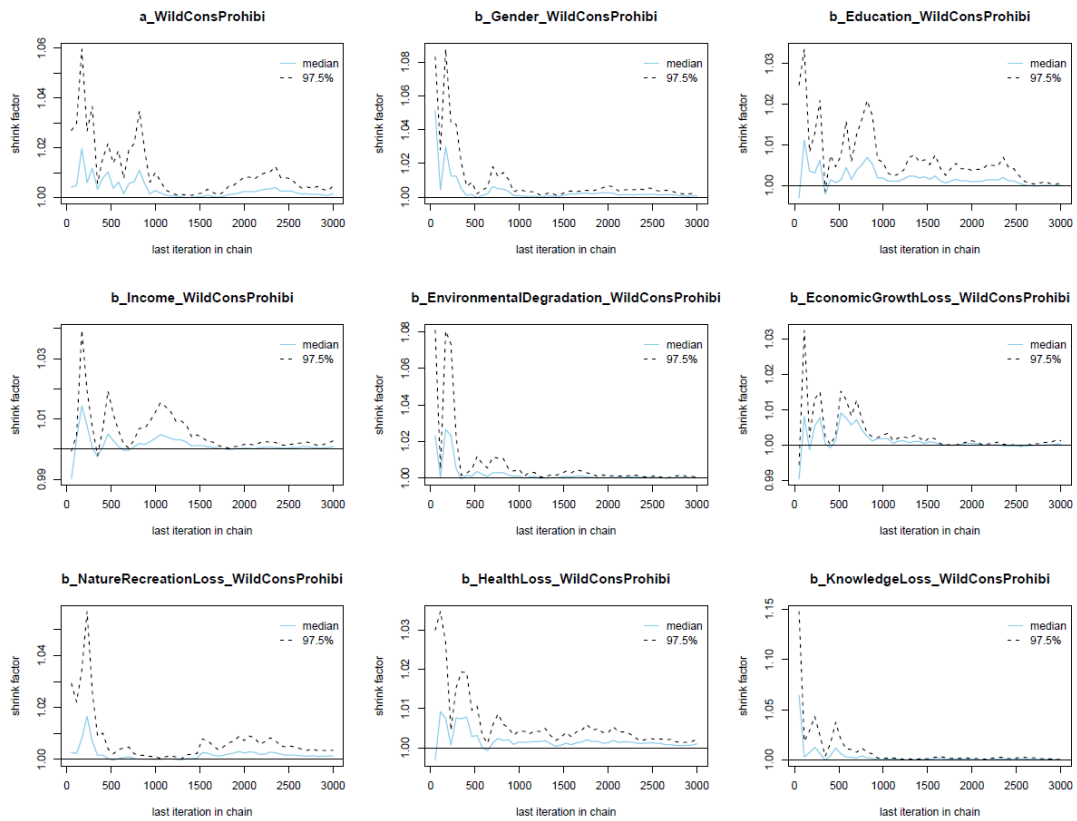 a_WildConsProhibi b_Gender_WildConsProhibi b_Education_WildConsProhibi
shrink factor
1.00 1.02 1.04 1.06
median
97.5%
0 500 1000 1500 2000 2500 3000
last iteration in chain
shrink factor
1.00 1.02 1.04 1.06 1.08
median
97.5%
0 500 1000 1500 2000 2500 3000
last iteration in chain
shrink factor
1.00 1.01 1.02 1.03
median
97.5%
0 500 1000 1500 2000 2500 3000
last iteration in chain
b_Income_WildConsProhibi b_EnvironmentalDegradation_WildConsProhibi b_EconomicGrowthLoss_WildConsProhibi
shrink factor
0.99 1.01 1.03
median
97.5%
0 500 1000 1500 2000 2500 3000
last iteration in chain
shrink factor
1.00 1.02 1.04 1.06 1.08
median
97.5%
0 500 1000 1500 2000 2500 3000
last iteration in chain
shrink factor
0.99 1.00 1.01 1.02 1.03
median
97.5%
0 500 1000 1500 2000 2500 3000
last iteration in chain
b_NatureRecreationLoss_WildConsProhibi b_HealthLoss_WildConsProhibi b_KnowledgeLoss_WildConsProhibi
shrink factor
1.00 1.02 1.04
median
97.5%
0 500 1000 1500 2000 2500 3000
last iteration in chain
shrink factor
1.00 1.01 1.02 1.03
median
97.5%
0 500 1000 1500 2000 2500 3000
last iteration in chain
shrink factor
1.00 1.05 1.10 1.15
median
97.5%
0 500 1000 1500 2000 2500 3000
last iteration in chain